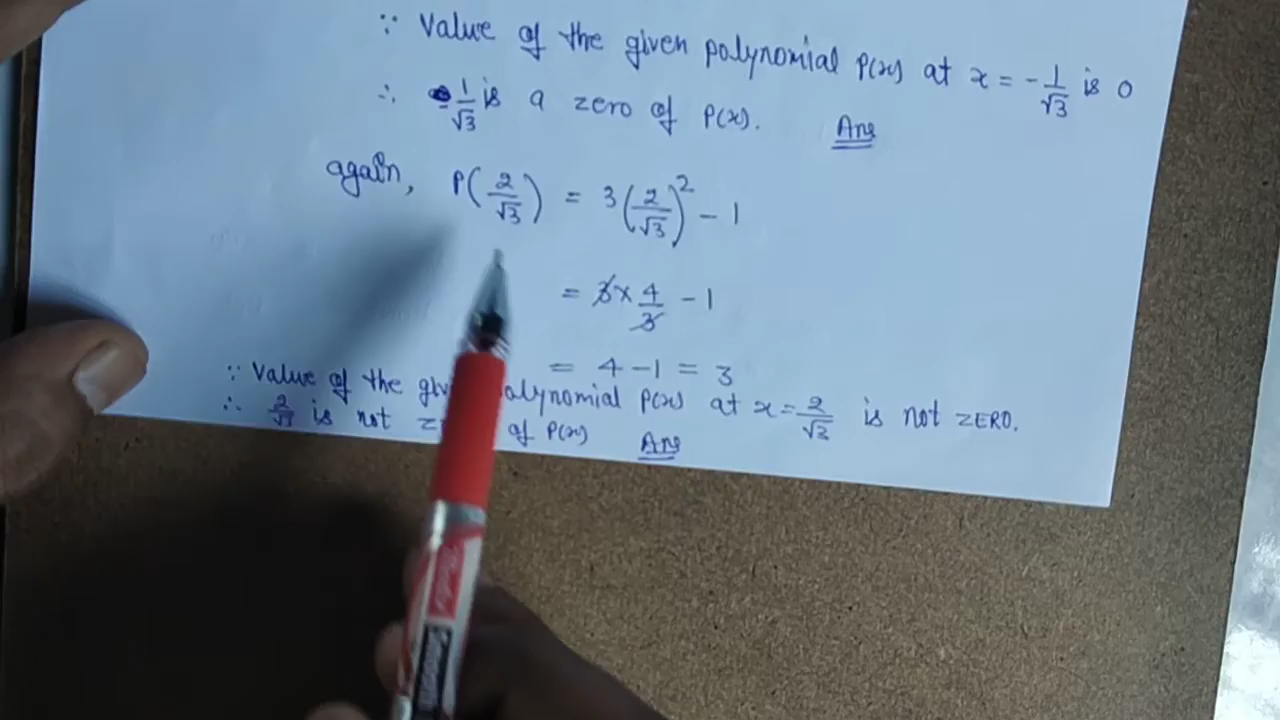 ∵ Value of the given polynomial P(x) at x = -1/√3 is 0
∴ -1/√3 is a zero of P(x). Ans
again, P(2/√3) = 3(2/√3)² - 1
= 3 × 4/3 - 1
= 4 - 1 = 3
∵ Value of the polynomial P(x) at x = 2/√3 is not ZERO.
∴ 2/√3 is not of P(x) Ans